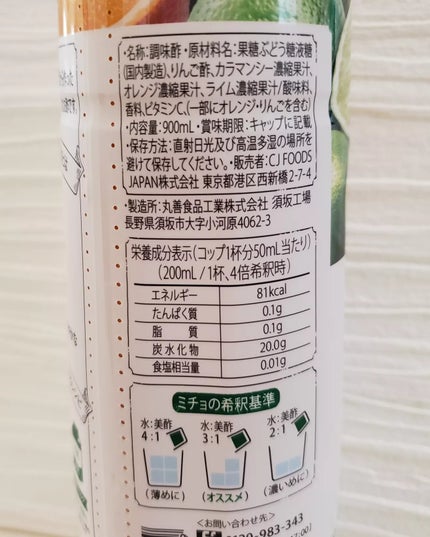 ・名称:調味酢・原材料名:果糖ぶどう糖液糖
(国内製造)、りんご酢、カラマンシー濃縮果汁、
オレンジ濃縮果汁、ライム濃縮果汁/酸味料、
香料、ビタミンC、(一部にオレンジ・りんごを含む)
・内容量:900mL・賞味期限:キャップに記載
・保存方法:直射日光及び高温多湿の場所を
避けて保存してください。・販売者:CJ FOODS
JAPAN株式会社 東京都港区西新橋2-7-4
・製造所:丸善食品工業株式会社 須坂工場
長野県須坂市大字小河原4062-3
栄養成分表示(コップ1杯分50mL当たり)
(200mL/1杯、4倍希釈時)
エネルギー 81kcal
たんぱく質 0.1g
脂質 0.1g
炭水化物 20.0g
食塩相当量 0.01g
ミチョの希釈基準
水:美酢 水:美酢 水:美酢
4:1 3:1 2:1
(薄めに) (オススメ) (濃いめに)
<お問い合わせ先>
-983-343